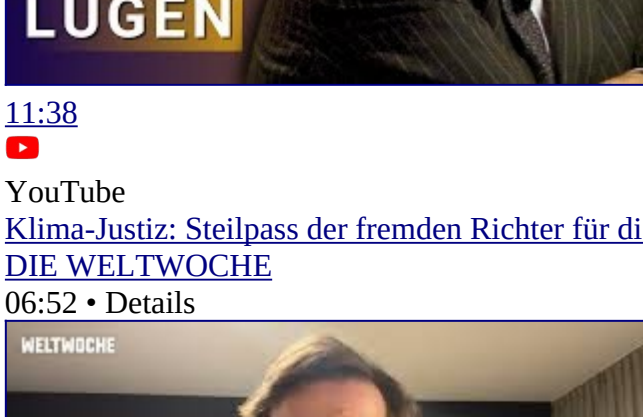 LÜGEN
11:38
YouTube
Klima-Justiz: Steilpass der fremden Richter für di
DIE WELTWOCHE
06:52 • Details
WELTWOCHE